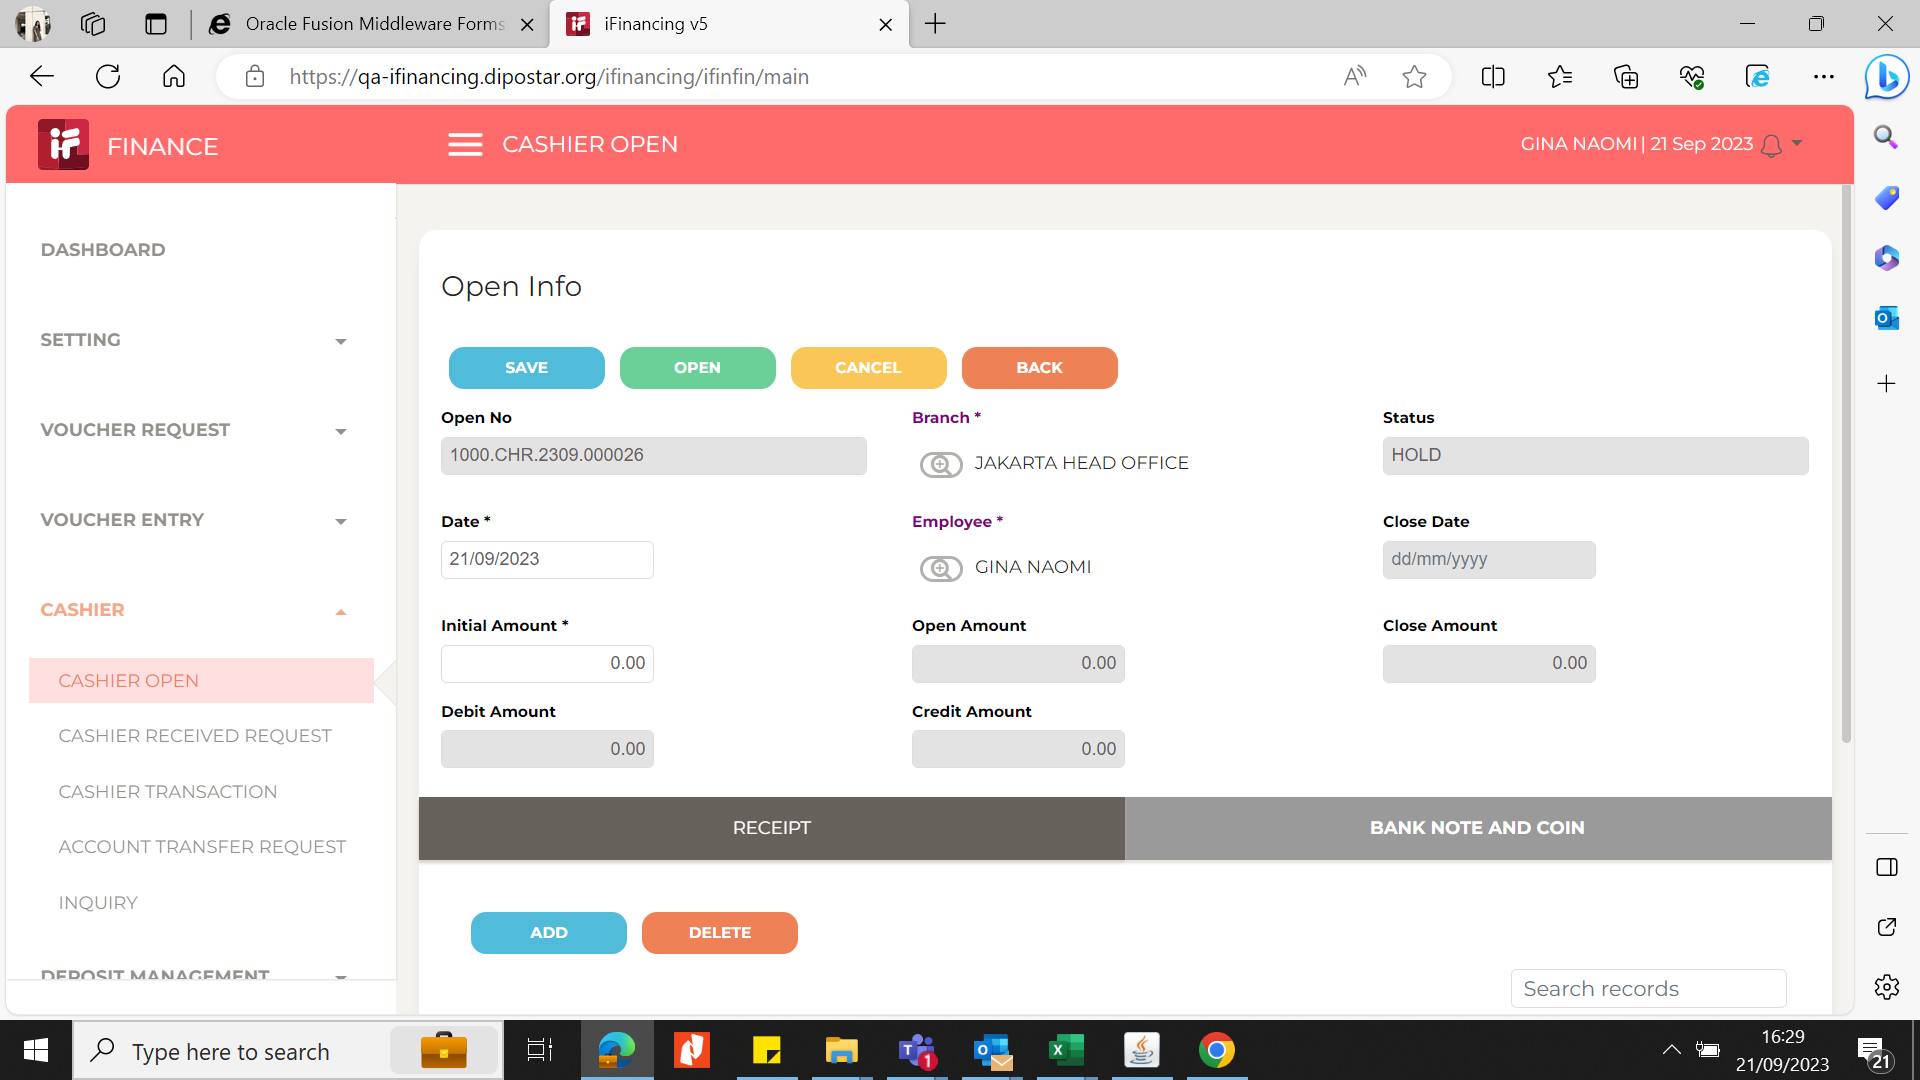 Oracle Fusion Middleware Forms
iFinancing v5
https://qa-ifinancing.dipostar.org/ifinancing/ifinfin/main
iF
FINANCE
CASHIER OPEN
GINA NAOMI | 21 Sep 2023
DASHBOARD
SETTING
VOUCHER REQUEST
VOUCHER ENTRY
CASHIER
CASHIER OPEN
CASHIER RECEIVED REQUEST
CASHIER TRANSACTION
ACCOUNT TRANSFER REQUEST
INQUIRY
DEPOSIT MANAGEMENT
Open Info
SAVE
OPEN
CANCEL
BACK
Open No
1000.CHR.2309.000026
Branch *
JAKARTA HEAD OFFICE
Status
HOLD
Date *
21/09/2023
Employee *
GINA NAOMI
Close Date
dd/mm/yyyy
Initial Amount *
0.00
Open Amount
0.00
Close Amount
0.00
Debit Amount
0.00
Credit Amount
0.00
RECEIPT
BANK NOTE AND COIN
ADD
DELETE
Search records
Type here to search
1
16:29
21/09/2023
21